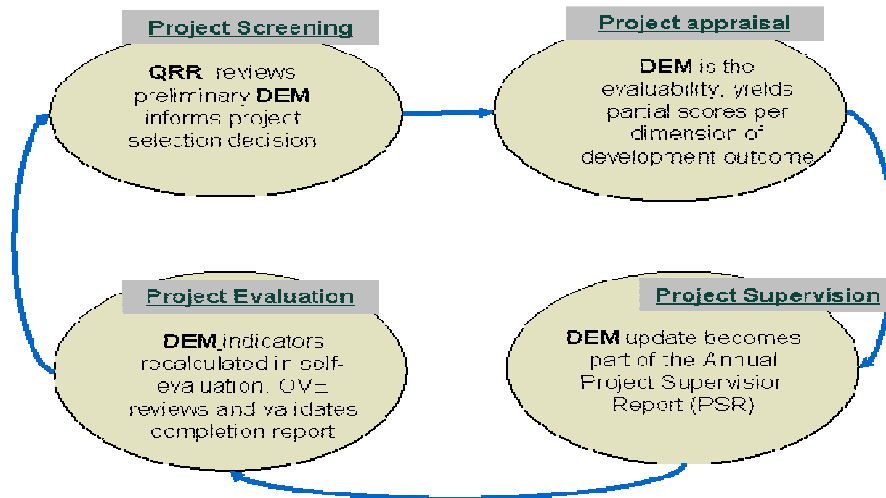 Project Screening
QRR reviews
preliminary DEM
informs project
selection decision
Project appraisal
DEM is the
evaluability, yields
partial scores per
dimension of
development outcome
Project Evaluation
DEM indicators
recalculated in self-
evaluation. OVE
reviews and validates
completion report
Project Supervision
DEM update becomes
part of the Annual
Project Supervision
Report (PSR)